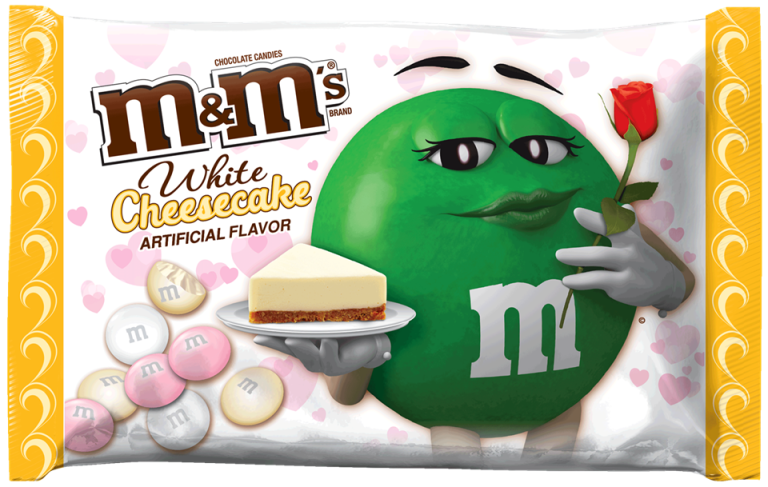 CHOCOLATE CANDIES
m&m's®
BRAND
White
Cheesecake
ARTIFICIAL FLAVOR
m
m
m
m
m
m
m
m
m
©